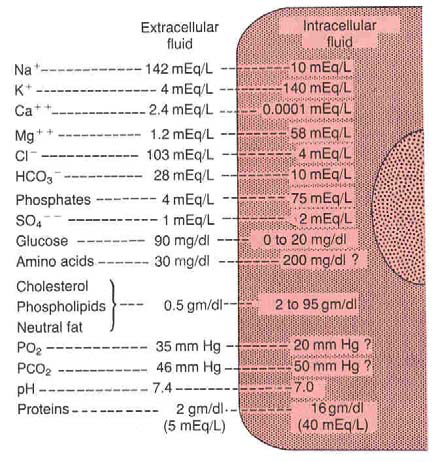 Extracellular fluid Intracellular fluid
Na⁺ 142 mEq/L 10 mEq/L
K⁺ 4 mEq/L 140 mEq/L
Ca⁺⁺ 2.4 mEq/L 0.0001 mEq/L
Mg⁺⁺ 1.2 mEq/L 58 mEq/L
Cl⁻ 103 mEq/L 4 mEq/L
HCO₃⁻ 28 mEq/L 10 mEq/L
Phosphates 4 mEq/L 75 mEq/L
SO₄⁻⁻ 1 mEq/L 2 mEq/L
Glucose 90 mg/dl 0 to 20 mg/dl
Amino acids 30 mg/dl 200 mg/dl ?
Cholesterol
Phospholipids 0.5 gm/dl 2 to 95 gm/dl
Neutral fat
PO₂ 35 mm Hg 20 mm Hg ?
PCO₂ 46 mm Hg 50 mm Hg ?
pH 7.4 7.0
Proteins 2 gm/dl 16 gm/dl
(5 mEq/L) (40 mEq/L)